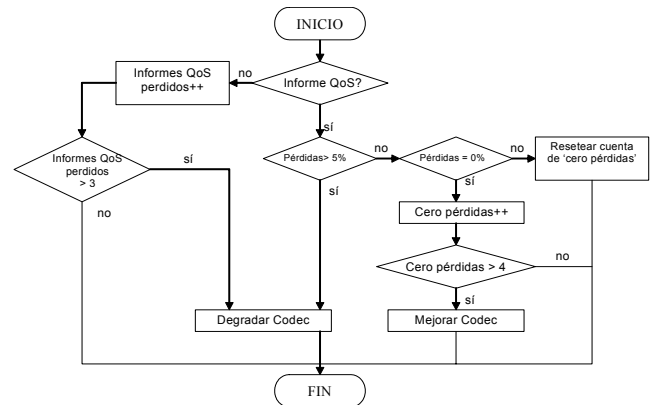 INICIO
Informes QoS
perdidos++
no
Informe QoS?
sí
Informes QoS
perdidos
> 3
sí
no
Pérdidas> 5%
no
sí
Pérdidas = 0%
no
sí
Resetear cuenta
de 'cero pérdidas'
Cero pérdidas++
Cero pérdidas > 4
no
sí
Degradar Codec
Mejorar Codec
FIN